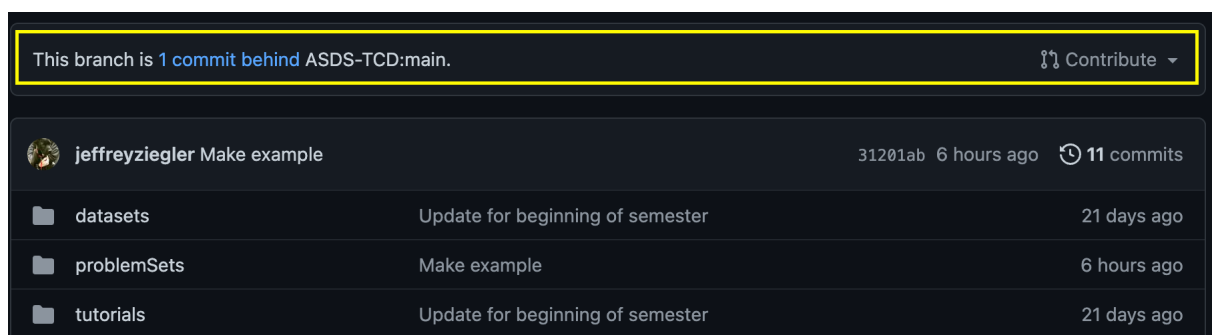 This branch is 1 commit behind ASDS-TCD:main. Contribute
jeffreyziegler Make example 31201ab 6 hours ago 11 commits
datasets Update for beginning of semester 21 days ago
problemSets Make example 6 hours ago
tutorials Update for beginning of semester 21 days ago